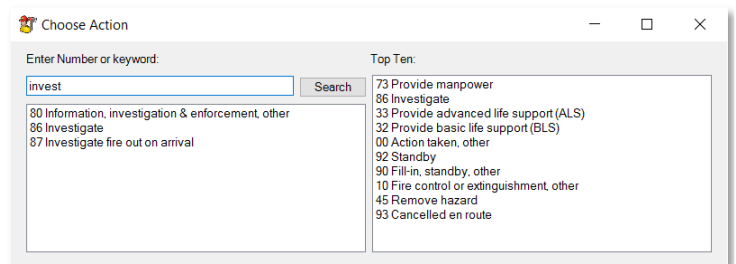 Choose Action
Enter Number or keyword:
invest
Search
80 Information, investigation & enforcement, other
86 Investigate
87 Investigate fire out on arrival
Top Ten:
73 Provide manpower
86 Investigate
33 Provide advanced life support (ALS)
32 Provide basic life support (BLS)
00 Action taken, other
92 Standby
90 Fill-in, standby, other
10 Fire control or extinguishment, other
45 Remove hazard
93 Cancelled en route